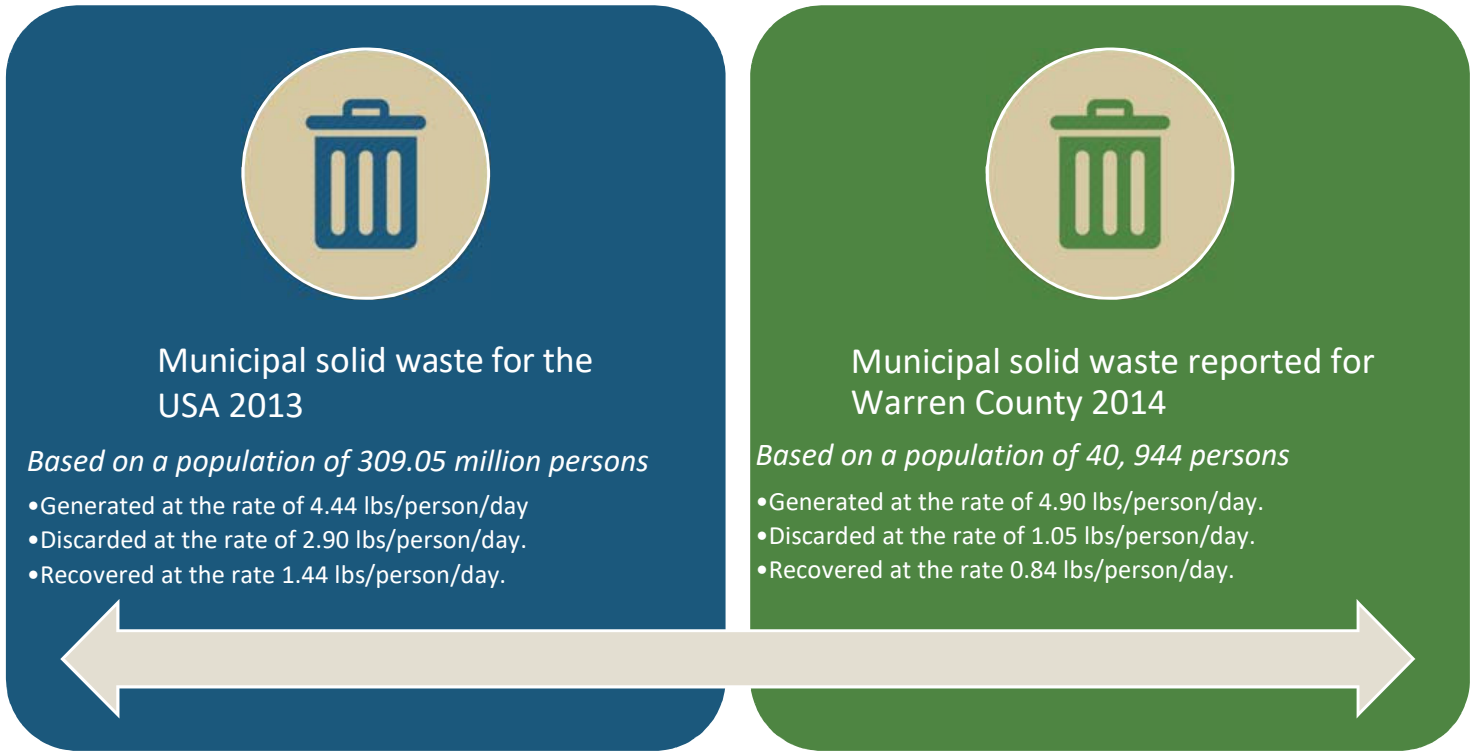 Municipal solid waste for the
USA 2013
Based on a population of 309.05 million persons
•Generated at the rate of 4.44 lbs/person/day
•Discarded at the rate of 2.90 lbs/person/day.
•Recovered at the rate 1.44 lbs/person/day.
Municipal solid waste reported for
Warren County 2014
Based on a population of 40, 944 persons
•Generated at the rate of 4.90 lbs/person/day.
•Discarded at the rate of 1.05 lbs/person/day.
•Recovered at the rate 0.84 lbs/person/day.